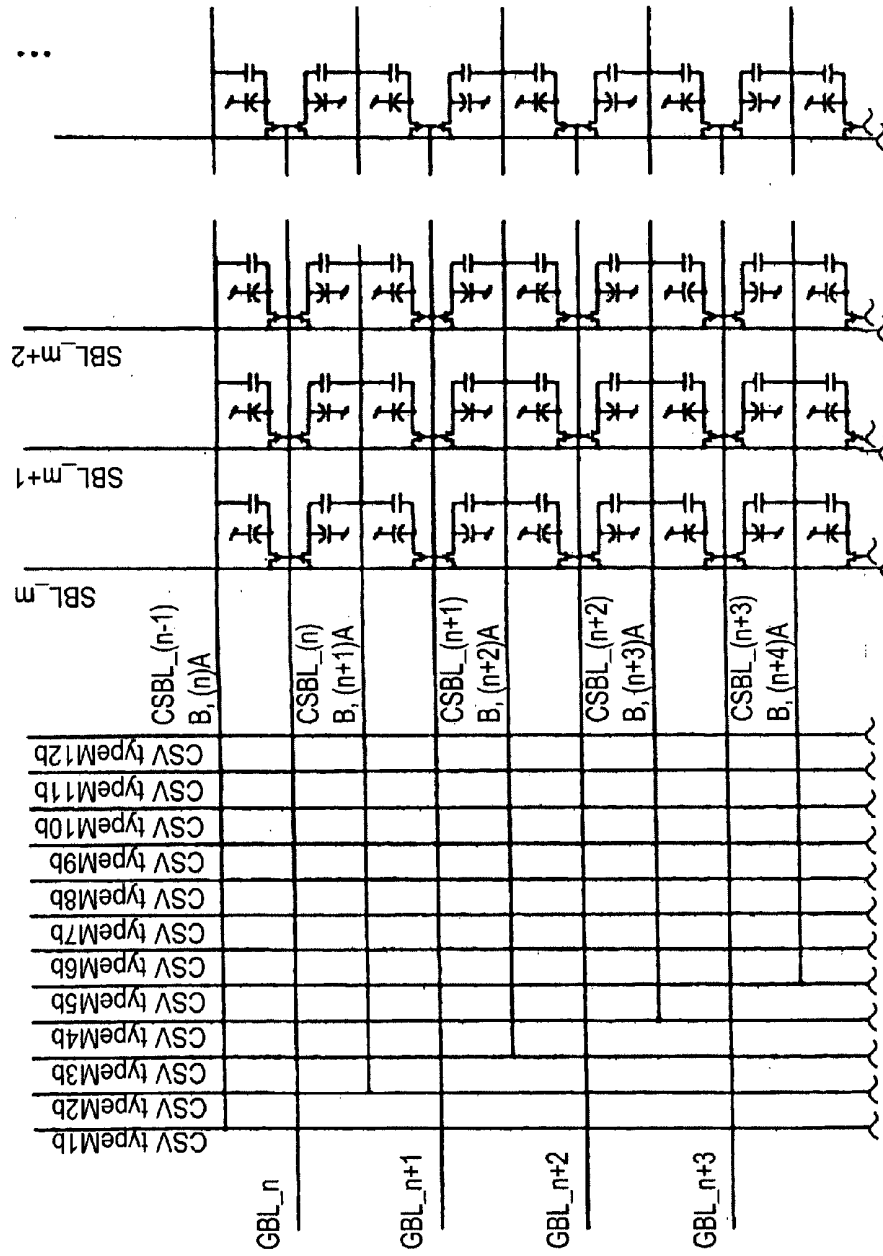 ...
SBL_m+2
SBL_m+1
SBL_m
CSBL_(n-1)
B, (n)A
CSBL_(n)
B, (n+1)A
CSBL_(n+1)
B, (n+2)A
CSBL_(n+2)
B, (n+3)A
CSBL_(n+3)
B, (n+4)A
CSV typeM12b
CSV typeM11b
CSV typeM10b
CSV typeM9b
CSV typeM8b
CSV typeM7b
CSV typeM6b
CSV typeM5b
CSV typeM4b
CSV typeM3b
CSV typeM2b
CSV typeM1b
GBL_n
GBL_n+1
GBL_n+2
GBL_n+3